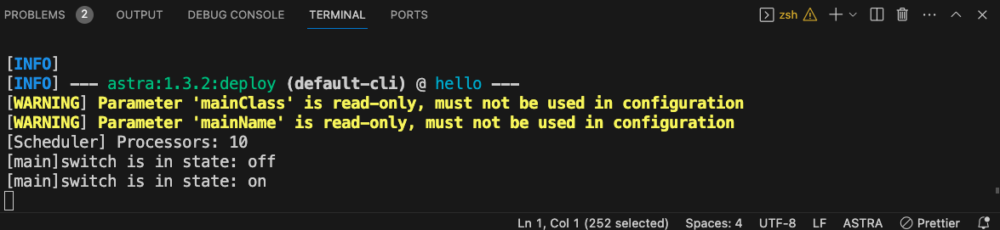 PROBLEMS 2 OUTPUT DEBUG CONSOLE TERMINAL PORTS zsh
[INFO]
[INFO] --- astra:1.3.2:deploy (default-cli) @ hello ---
[WARNING] Parameter 'mainClass' is read-only, must not be used in configuration
[WARNING] Parameter 'mainName' is read-only, must not be used in configuration
[Scheduler] Processors: 10
[main]switch is in state: off
[main]switch is in state: on
Ln 1, Col 1 (252 selected) Spaces: 4 UTF-8 LF ASTRA Prettier